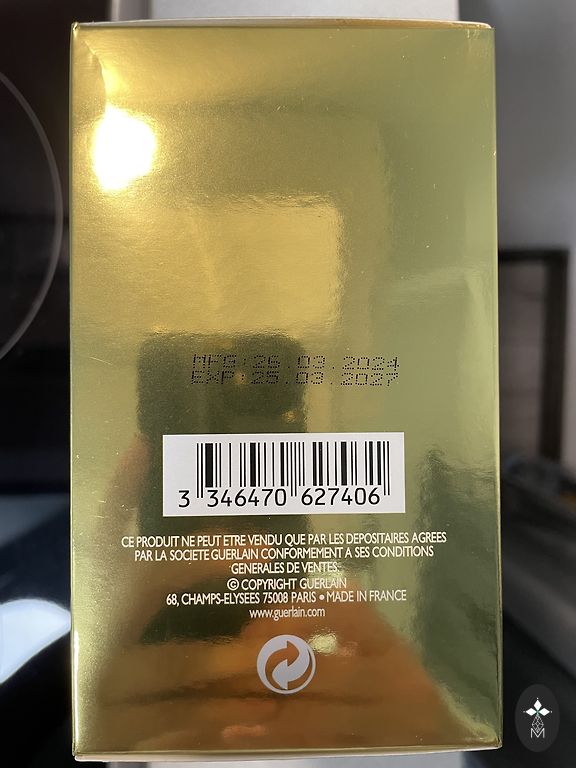 MFG:26.03.2024
EXP:25.03.2027
3 346470 627406
CE PRODUIT NE PEUT ETRE VENDU QUE PAR LES DEPOSITAIRES AGREES
PAR LA SOCIETE GUERLAIN CONFORMEMENT A SES CONDITIONS
GENERALES DE VENTES.
© COPYRIGHT GUERLAIN
68, CHAMPS-ELYSEES 75008 PARIS • MADE IN FRANCE
www.guerlain.com
M